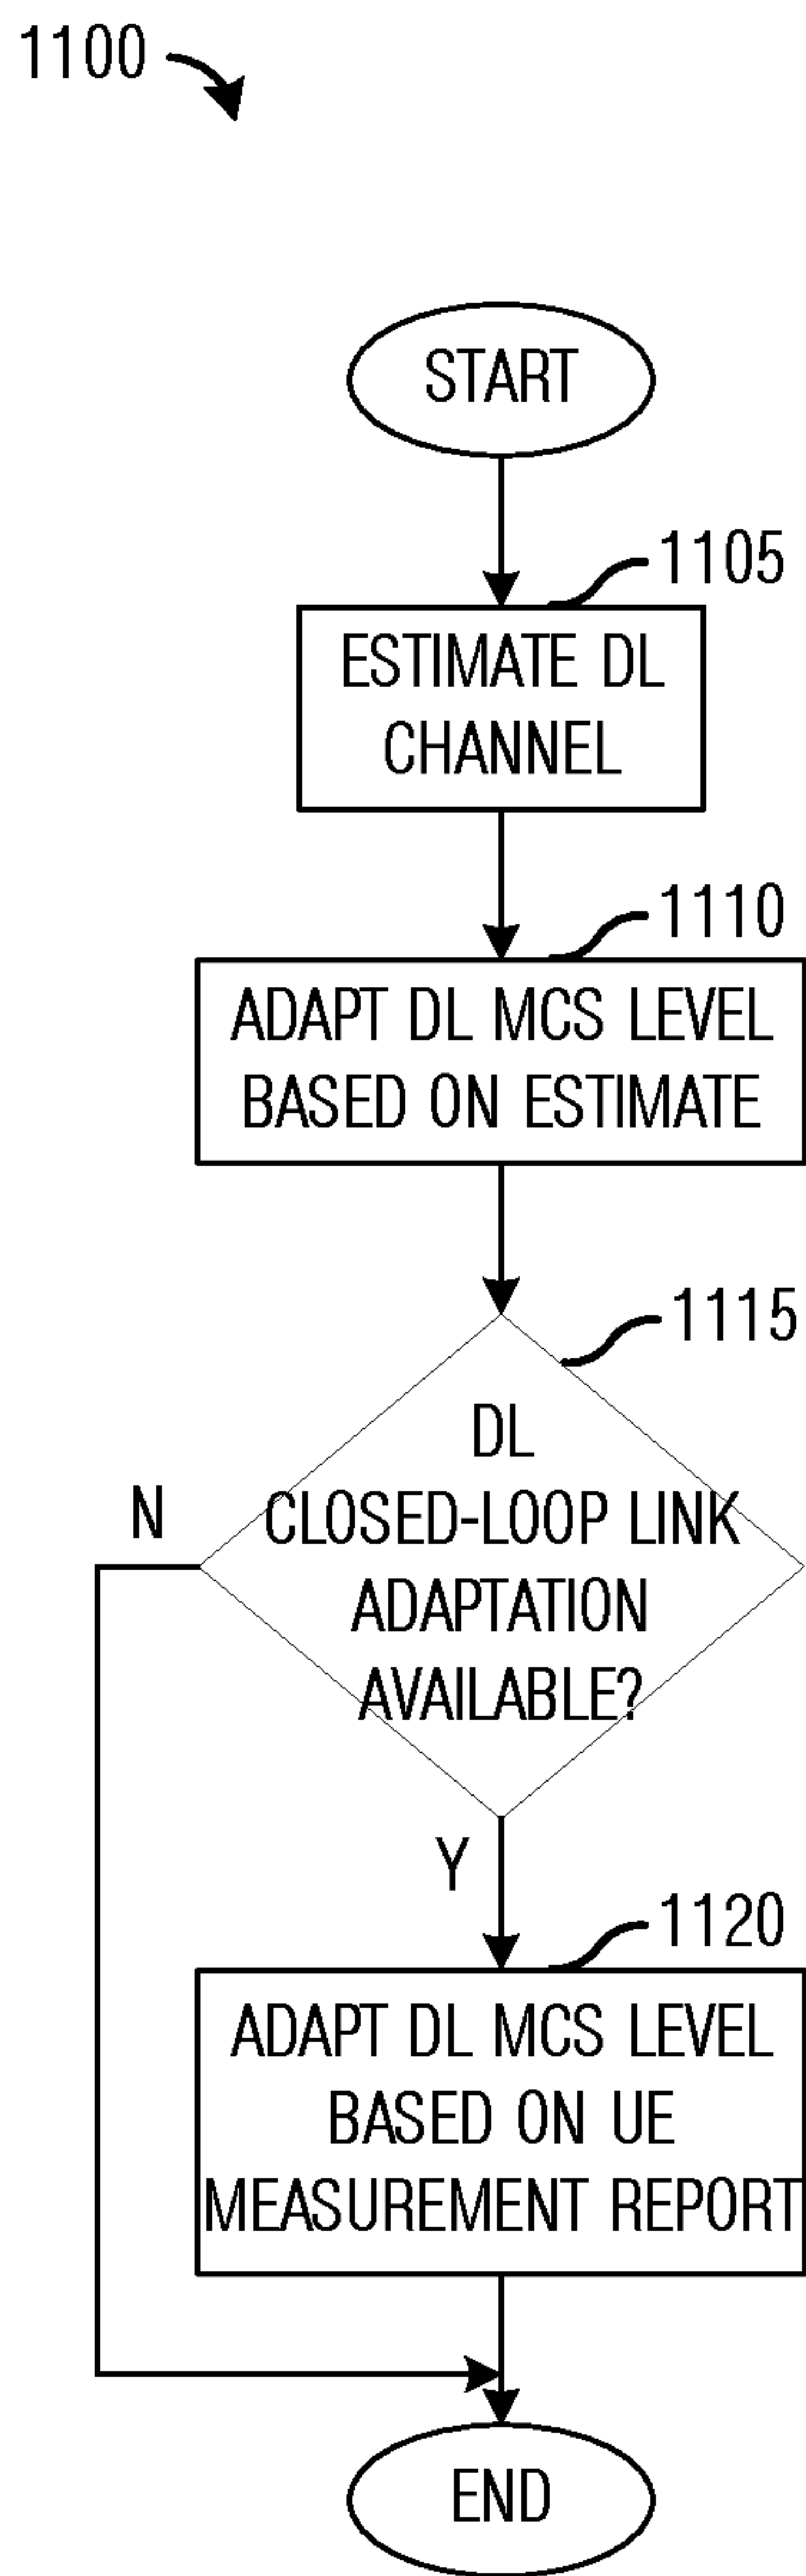 1100
START
1105
ESTIMATE DL
CHANNEL
1110
ADAPT DL MCS LEVEL
BASED ON ESTIMATE
1115
DL
CLOSED-LOOP LINK
ADAPTATION
AVAILABLE?
N
Y
1120
ADAPT DL MCS LEVEL
BASED ON UE
MEASUREMENT REPORT
END